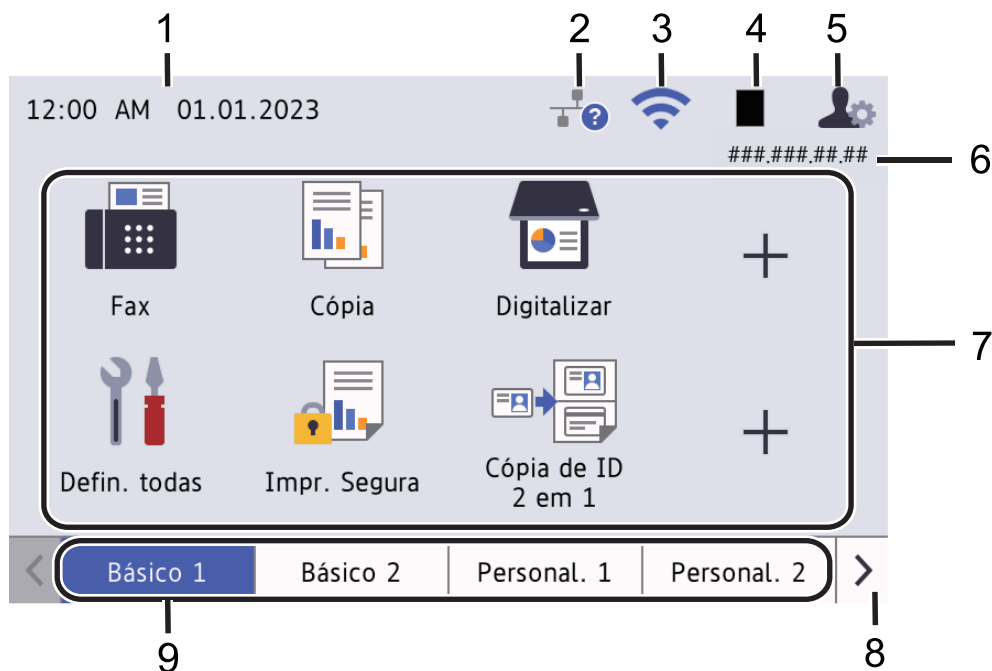 1 2 3 4 5
12:00 AM 01.01.2023
?
###.###.##.## 6
Fax Cópia Digitalizar +
7
Defin. todas Impr. Segura Cópia de ID
2 em 1 +
< Básico 1 Básico 2 Personal. 1 Personal. 2 >
9 8